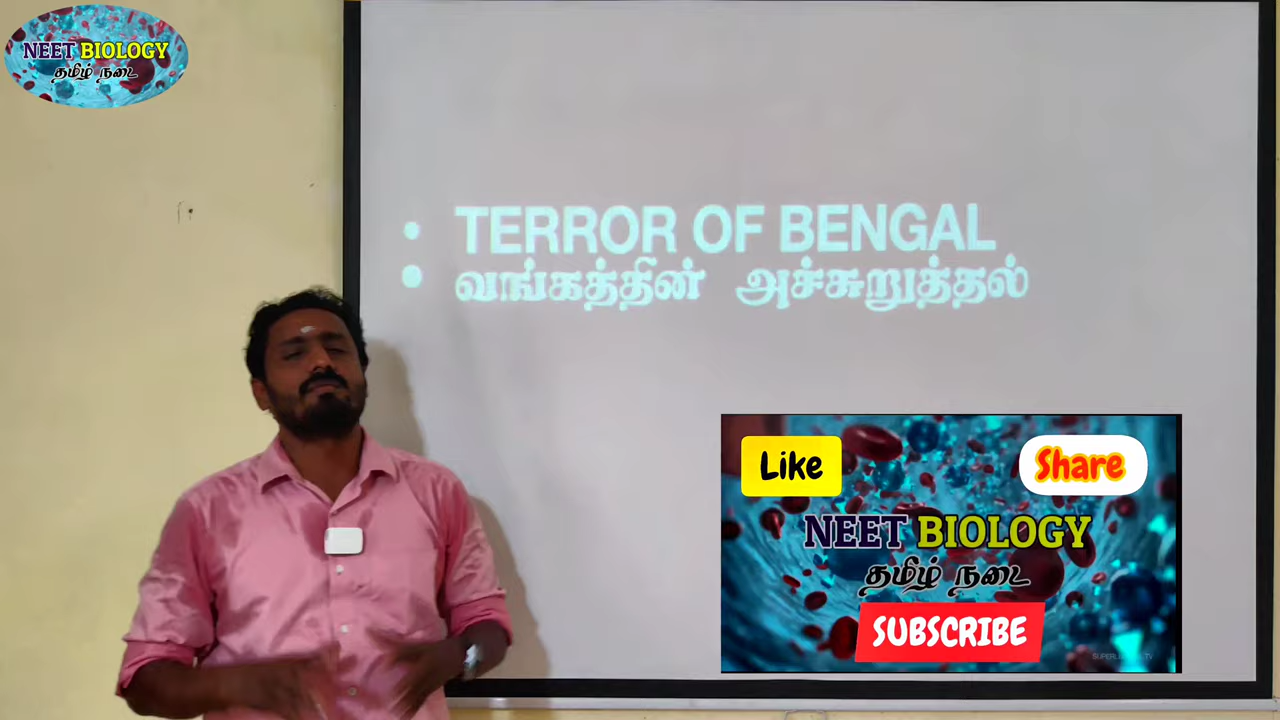 NEET BIOLOGY
தமிழ் நடை
• TERROR OF BENGAL
• வங்கத்தின் அச்சுறுத்தல்
Like
Share
NEET BIOLOGY
தமிழ் நடை
SUBSCRIBE